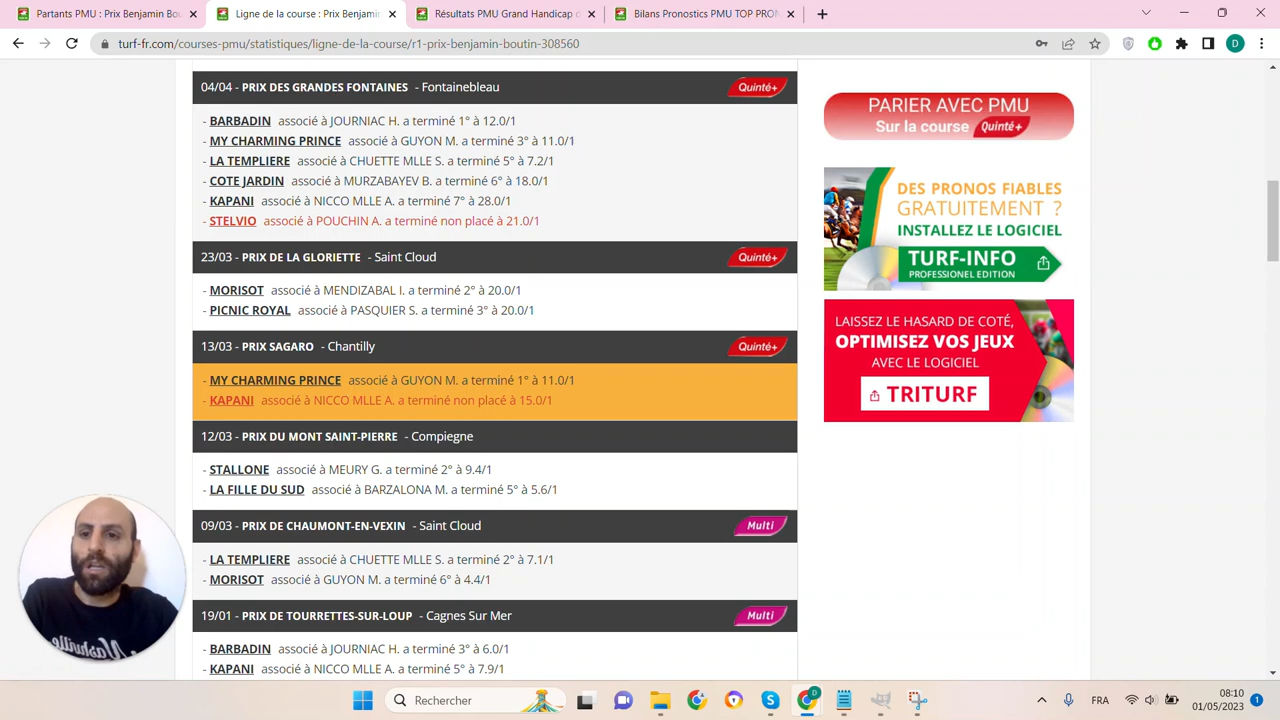 Partants PMU : Prix Benjamin Bou
Ligne de la course : Prix Benjamin
Résultats PMU Grand Handicap d
Bilans Pronostics PMU TOP PRON
turf-fr.com/courses-pmu/statistiques/ligne-de-la-course/r1-prix-benjamin-boutin-308560
D
04/04 - PRIX DES GRANDES FONTAINES - Fontainebleau
Quinté+
- BARBADIN associé à JOURNIAC H. a terminé 1° à 12.0/1
- MY CHARMING PRINCE associé à GUYON M. a terminé 3° à 11.0/1
- LA TEMPLIERE associé à CHUETTE MLLE S. a terminé 5° à 7.2/1
- COTE JARDIN associé à MURZABAYEV B. a terminé 6° à 18.0/1
- KAPANI associé à NICCO MLLE A. a terminé 7° à 28.0/1
- STELVIO associé à POUCHIN A. a terminé non placé à 21.0/1
23/03 - PRIX DE LA GLORIETTE - Saint Cloud
Quinté+
- MORISOT associé à MENDIZABAL I. a terminé 2° à 20.0/1
- PICNIC ROYAL associé à PASQUIER S. a terminé 3° à 20.0/1
13/03 - PRIX SAGARO - Chantilly
Quinté+
- MY CHARMING PRINCE associé à GUYON M. a terminé 1° à 11.0/1
- KAPANI associé à NICCO MLLE A. a terminé non placé à 15.0/1
12/03 - PRIX DU MONT SAINT-PIERRE - Compiegne
- STALLONE associé à MEURY G. a terminé 2° à 9.4/1
- LA FILLE DU SUD associé à BARZALONA M. a terminé 5° à 5.6/1
09/03 - PRIX DE CHAUMONT-EN-VEXIN - Saint Cloud
Multi
- LA TEMPLIERE associé à CHUETTE MLLE S. a terminé 2° à 7.1/1
- MORISOT associé à GUYON M. a terminé 6° à 4.4/1
19/01 - PRIX DE TOURRETTES-SUR-LOUP - Cagnes Sur Mer
Multi
- BARBADIN associé à JOURNIAC H. a terminé 3° à 6.0/1
- KAPANI associé à NICCO MLLE A. a terminé 5° à 7.9/1
PARIER AVEC PMU
Sur la course Quinté+
DES PRONOS FIABLES
GRATUITEMENT ?
INSTALLEZ LE LOGICIEL
TURF-INFO
PROFESSIONEL EDITION
LAISSEZ LE HASARD DE COTÉ,
OPTIMISEZ VOS JEUX
AVEC LE LOGICIEL
TRITURF
Nashville
Rechercher
D
FRA
08:10
01/05/2023
1